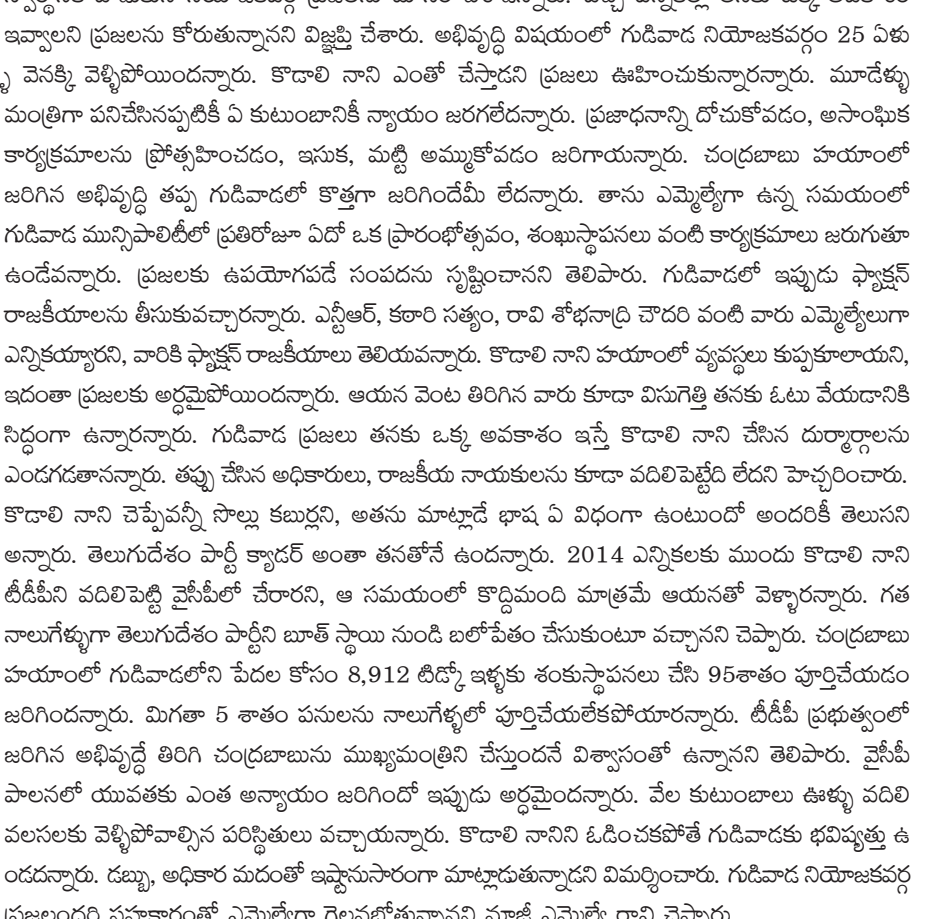 ఇవ్వాలని ప్రజలను కోరుతున్నానని విజ్ఞప్తి చేశారు. అభివృద్ధి విషయంలో గుడివాడ నియోజకవర్గం 25 ఏళు
ళ్ళ వెనక్కి వెళ్ళిపోయిందన్నారు. కొడాలి నాని ఎంతో చేస్తాడని ప్రజలు ఊహించుకున్నారన్నారు. మూడేళ్ళు
మంత్రిగా పనిచేసినప్పటికీ ఏ కుటుంబానికీ న్యాయం జరగలేదన్నారు. ప్రజాధనాన్ని దోచుకోవడం, అసాంఘిక
కార్యక్రమాలను ప్రోత్సహించడం, ఇసుక, మట్టి అమ్ముకోవడం జరిగాయన్నారు. చంద్రబాబు హయాంలో
జరిగిన అభివృద్ధి తప్ప గుడివాడలో కొత్తగా జరిగిందేమీ లేదన్నారు. తాను ఎమ్మెల్యేగా ఉన్న సమయంలో
గుడివాడ మున్సిపాలిటీలో ప్రతిరోజూ ఏదో ఒక ప్రారంభోత్సవం, శంఖుస్థాపనలు వంటి కార్యక్రమాలు జరుగుతూ
ఉండేవన్నారు. ప్రజలకు ఉపయోగపడే సంపదను సృష్టించానని తెలిపారు. గుడివాడలో ఇప్పుడు ఫ్యాక్షన్
రాజకీయాలను తీసుకువచ్చారన్నారు. ఎన్టీఆర్, కఠారి సత్యం, రావి శోభనాద్రి చౌదరి వంటి వారు ఎమ్మెల్యేలుగా
ఎన్నికయ్యారని, వారికి ఫ్యాక్షన్ రాజకీయాలు తెలియవన్నారు. కొడాలి నాని హయాంలో వ్యవస్థలు కుప్పకూలాయని,
ఇదంతా ప్రజలకు అర్ధమైపోయిందన్నారు. ఆయన వెంట తిరిగిన వారు కూడా విసుగెత్తి తనకు ఓటు వేయడానికి
సిద్ధంగా ఉన్నారన్నారు. గుడివాడ ప్రజలు తనకు ఒక్క అవకాశం ఇస్తే కొడాలి నాని చేసిన దుర్మార్గాలను
ఎండగడతానన్నారు. తప్పు చేసిన అధికారులు, రాజకీయ నాయకులను కూడా వదిలిపెట్టేది లేదని హెచ్చరించారు.
కొడాలి నాని చెప్పేవన్నీ సొల్లు కబుర్లని, అతను మాట్లాడే భాష ఏ విధంగా ఉంటుందో అందరికీ తెలుసని
అన్నారు. తెలుగుదేశం పార్టీ క్యాడర్ అంతా తనతోనే ఉందన్నారు. 2014 ఎన్నికలకు ముందు కొడాలి నాని
టీడీపీని వదిలిపెట్టి వైసీపీలో చేరారని, ఆ సమయంలో కొద్దిమంది మాత్రమే ఆయనతో వెళ్ళారన్నారు. గత
నాలుగేళ్ళుగా తెలుగుదేశం పార్టీని బూత్ స్థాయి నుండి బలోపేతం చేసుకుంటూ వచ్చానని చెప్పారు. చంద్రబాబు
హయాంలో గుడివాడలోని పేదల కోసం 8,912 టిడ్కో ఇళ్ళకు శంకుస్థాపనలు చేసి 95శాతం పూర్తిచేయడం
జరిగిందన్నారు. మిగతా 5 శాతం పనులను నాలుగేళ్ళలో పూర్తిచేయలేకపోయారన్నారు. టీడీపీ ప్రభుత్వంలో
జరిగిన అభివృద్ధే తిరిగి చంద్రబాబును ముఖ్యమంత్రిని చేస్తుందనే విశ్వాసంతో ఉన్నానని తెలిపారు. వైసీపీ
పాలనలో యువతకు ఎంత అన్యాయం జరిగిందో ఇప్పుడు అర్ధమైందన్నారు. వేల కుటుంబాలు ఊళ్ళు వదిలి
వలసలకు వెళ్ళిపోవాల్సిన పరిస్థితులు వచ్చాయన్నారు. కొడాలి నానిని ఓడించకపోతే గుడివాడకు భవిష్యత్తు ఉ
ండదన్నారు. డబ్బు, అధికార మదంతో ఇష్టానుసారంగా మాట్లాడుతున్నాడని విమర్శించారు. గుడివాడ నియోజకవర్గ
ప్రజలందరి సహకారంతో ఎమ్మెల్యేగా గెలవబోతున్నానని మాజీ ఎమ్మెల్యే రావి చెప్పారు.